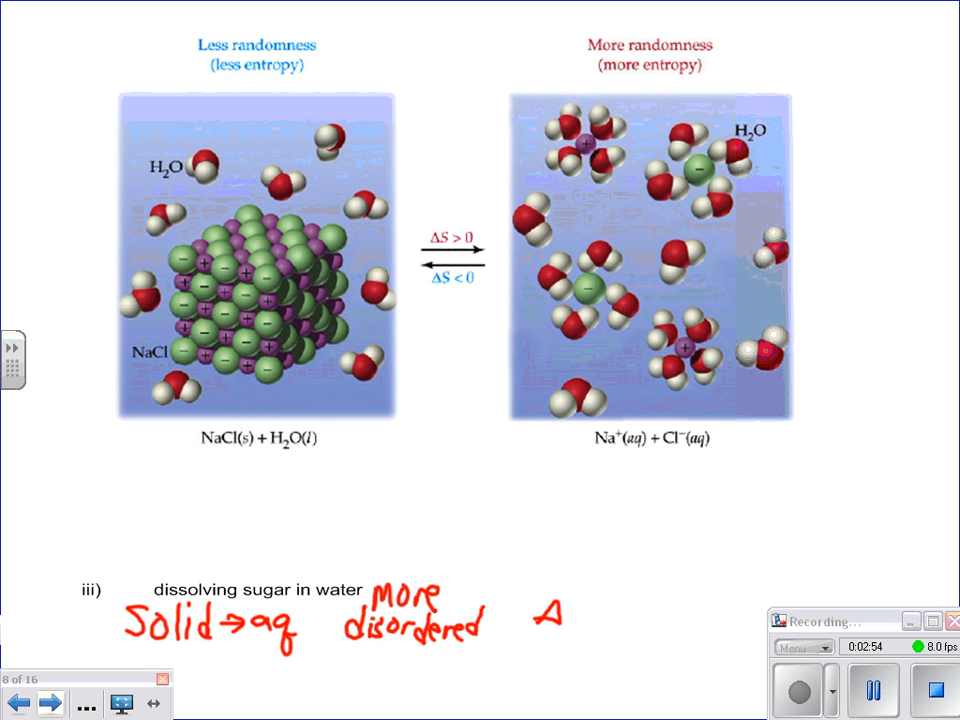 Less randomness
(less entropy)
More randomness
(more entropy)
H₂O
NaCl
ΔS > 0
ΔS < 0
H₂O
NaCl(s) + H₂O(l)
Na⁺(aq) + Cl⁻(aq)
iii) dissolving sugar in water more
Solid → aq disordered Δ
Recording...
Menu
0:02:54
8.0 fps
8 of 16
...